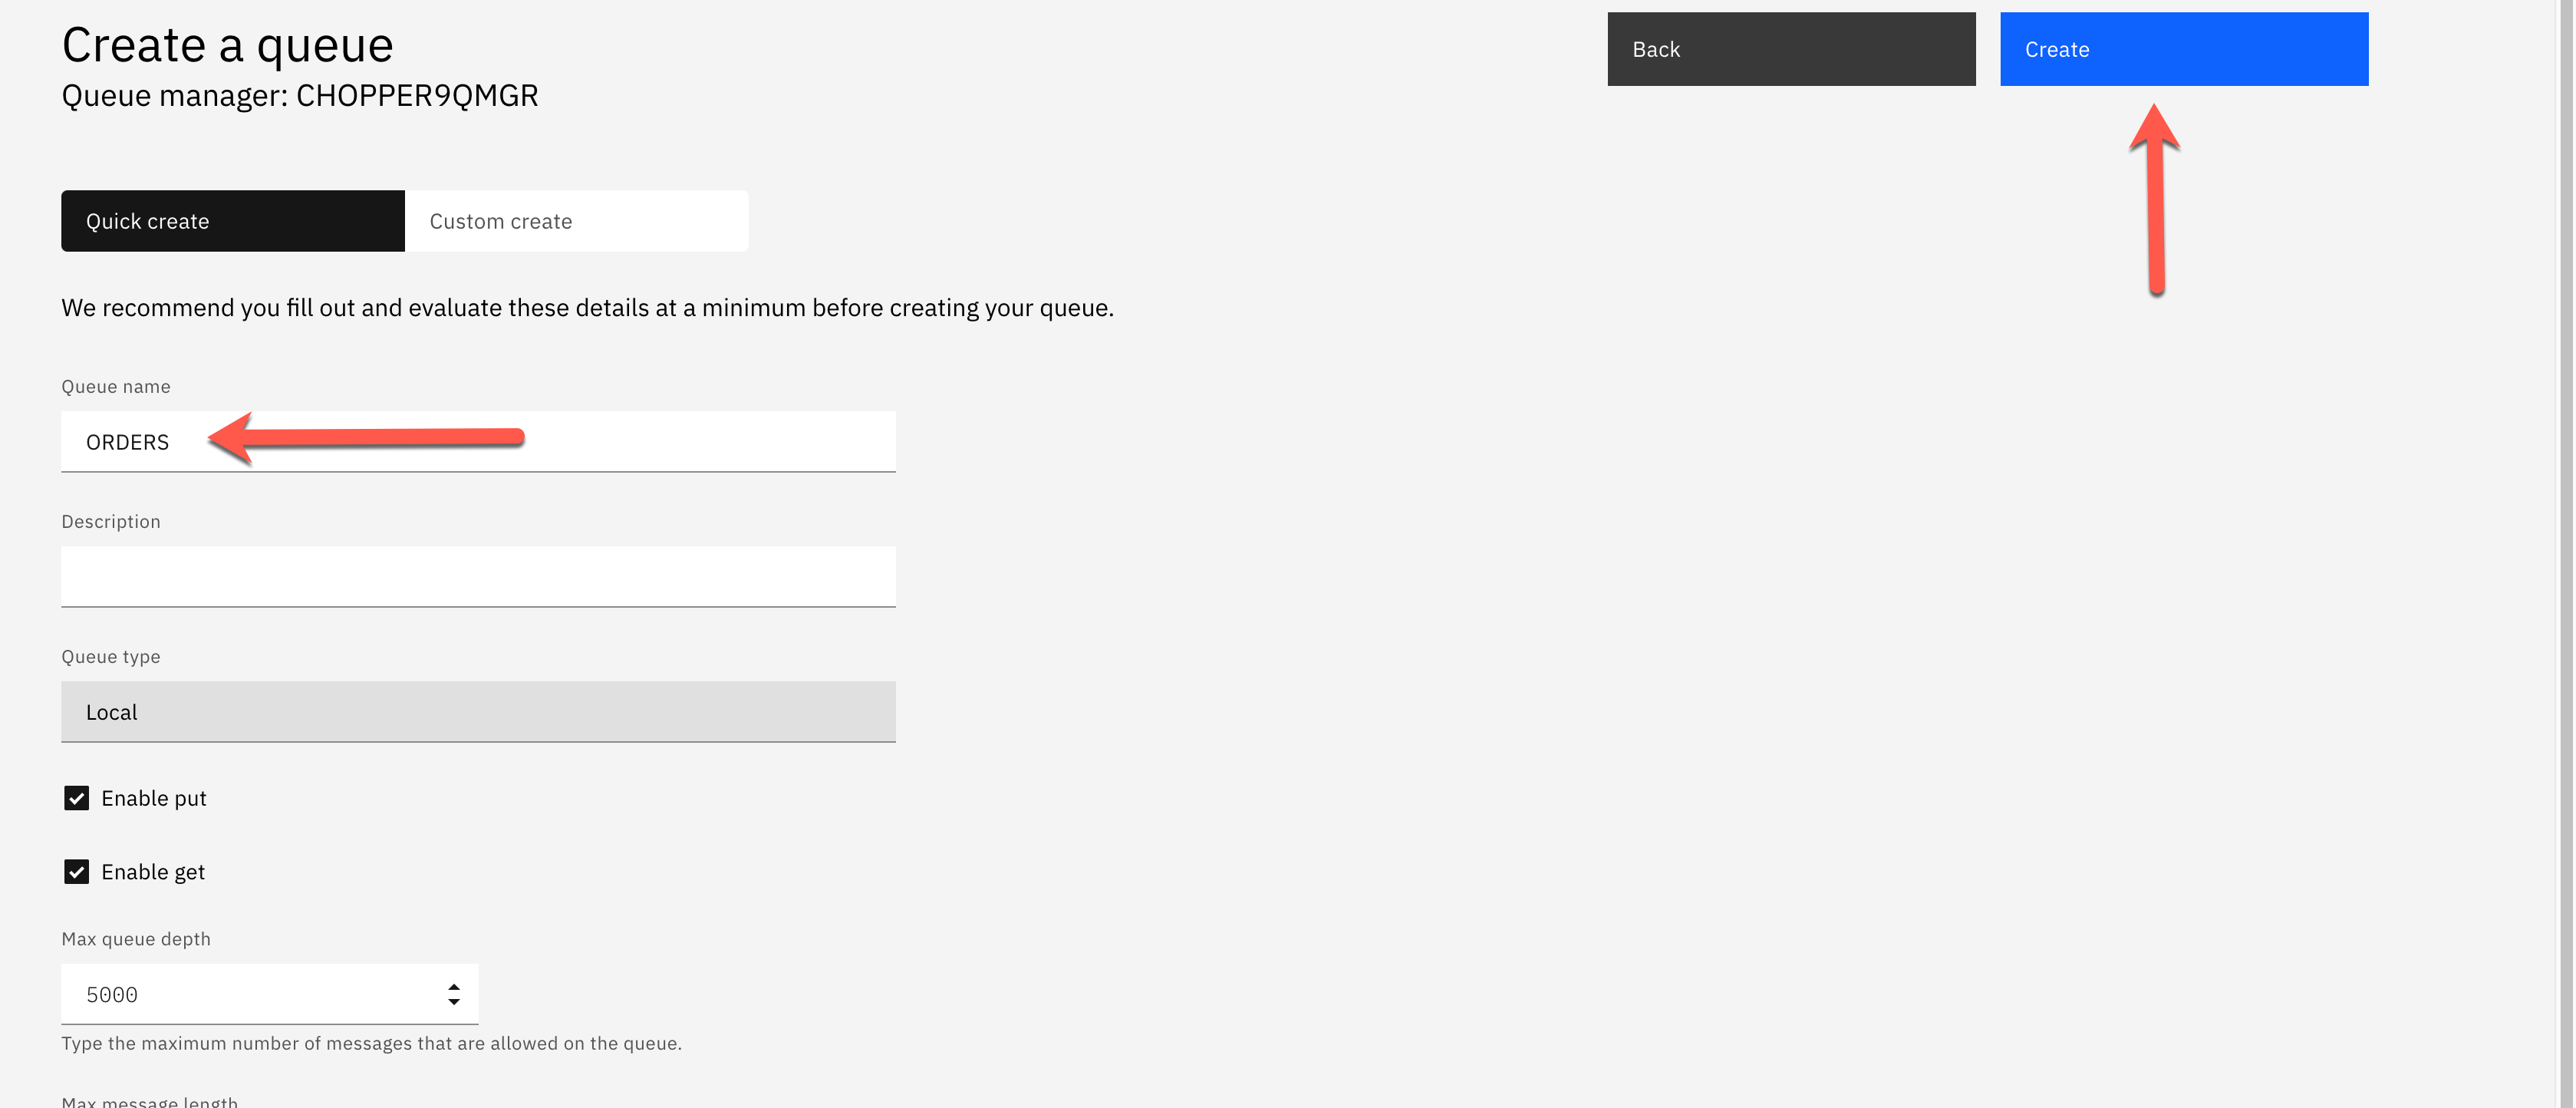 Create a queue
Queue manager: CHOPPER9QMGR
Back
Create
Quick create
Custom create
We recommend you fill out and evaluate these details at a minimum before creating your queue.
Queue name
ORDERS
Description
Queue type
Local
Enable put
Enable get
Max queue depth
5000
Type the maximum number of messages that are allowed on the queue.
Max message length